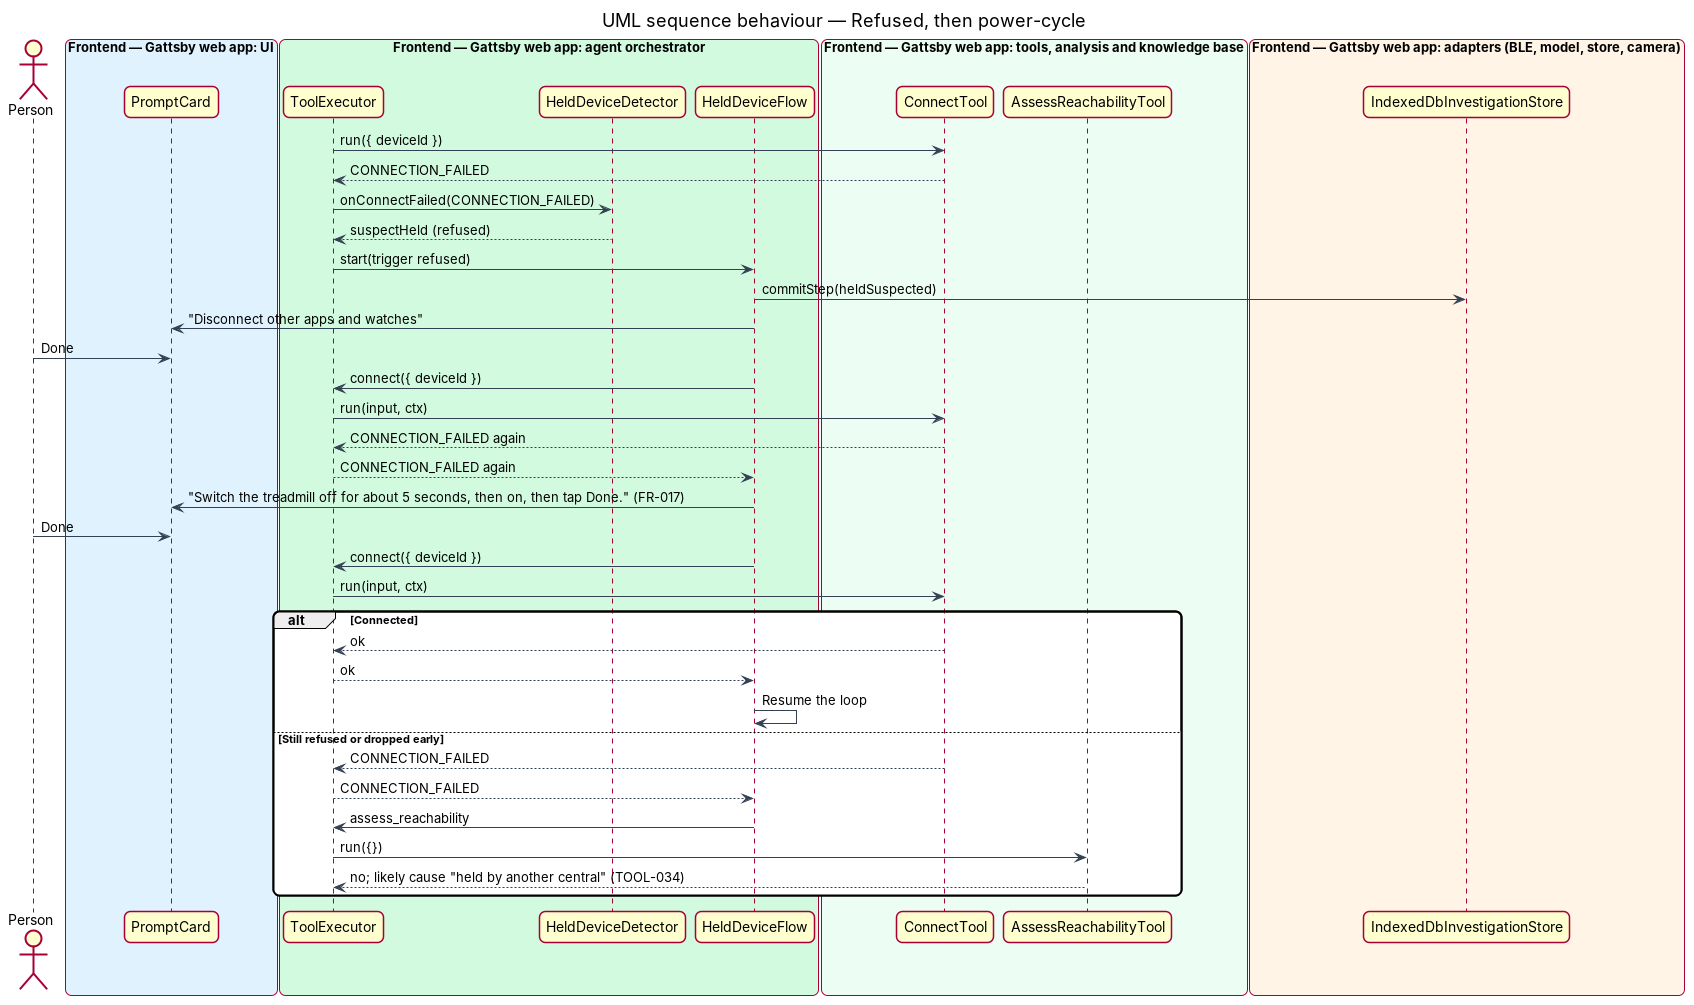 UML sequence behaviour — Refused, then power-cycle
Frontend — Gattsby web app: UI
Frontend — Gattsby web app: agent orchestrator
Frontend — Gattsby web app: tools, analysis and knowledge base
Frontend — Gattsby web app: adapters (BLE, model, store, camera)
Person
PromptCard
ToolExecutor
HeldDeviceDetector
HeldDeviceFlow
ConnectTool
AssessReachabilityTool
IndexedDbInvestigationStore
run({ deviceId })
CONNECTION_FAILED
onConnectFailed(CONNECTION_FAILED)
suspectHeld (refused)
start(trigger refused)
commitStep(heldSuspected)
"Disconnect other apps and watches"
Done
connect({ deviceId })
run(input, ctx)
CONNECTION_FAILED again
CONNECTION_FAILED again
"Switch the treadmill off for about 5 seconds, then on, then tap Done." (FR-017)
Done
connect({ deviceId })
run(input, ctx)
alt
[Connected]
ok
ok
Resume the loop
[Still refused or dropped early]
CONNECTION_FAILED
CONNECTION_FAILED
assess_reachability
run({})
no; likely cause "held by another central" (TOOL-034)
Person
PromptCard
ToolExecutor
HeldDeviceDetector
HeldDeviceFlow
ConnectTool
AssessReachabilityTool
IndexedDbInvestigationStore